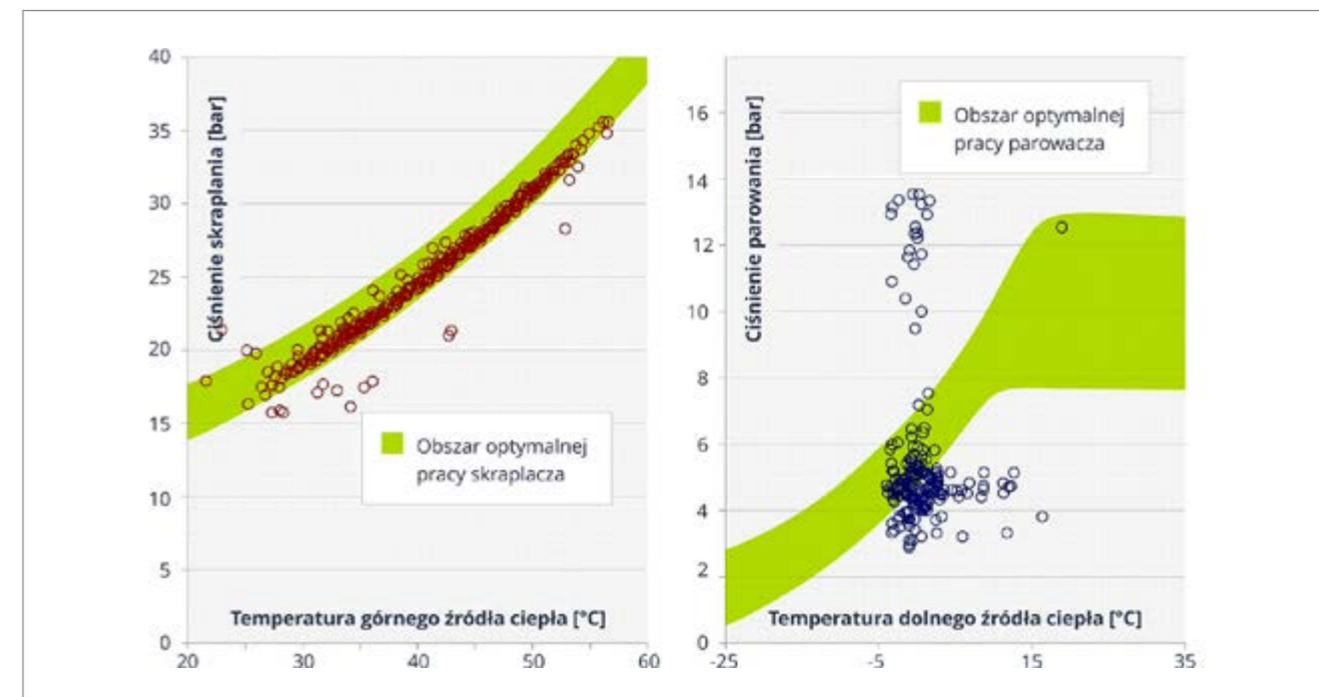 40
35
30
25
20
15
10
5
0
Ciśnienie skraplania [bar]
Obszar optymalnej
pracy skraplacza
Temperatura górnego źródła ciepła [°C]
20 30 40 50 60
16
14
12
10
8
6
4
2
0
Ciśnienie parowania [bar]
Obszar optymalnej
pracy parowacza
Temperatura dolnego źródła ciepła [°C]
-25 -5 15 35